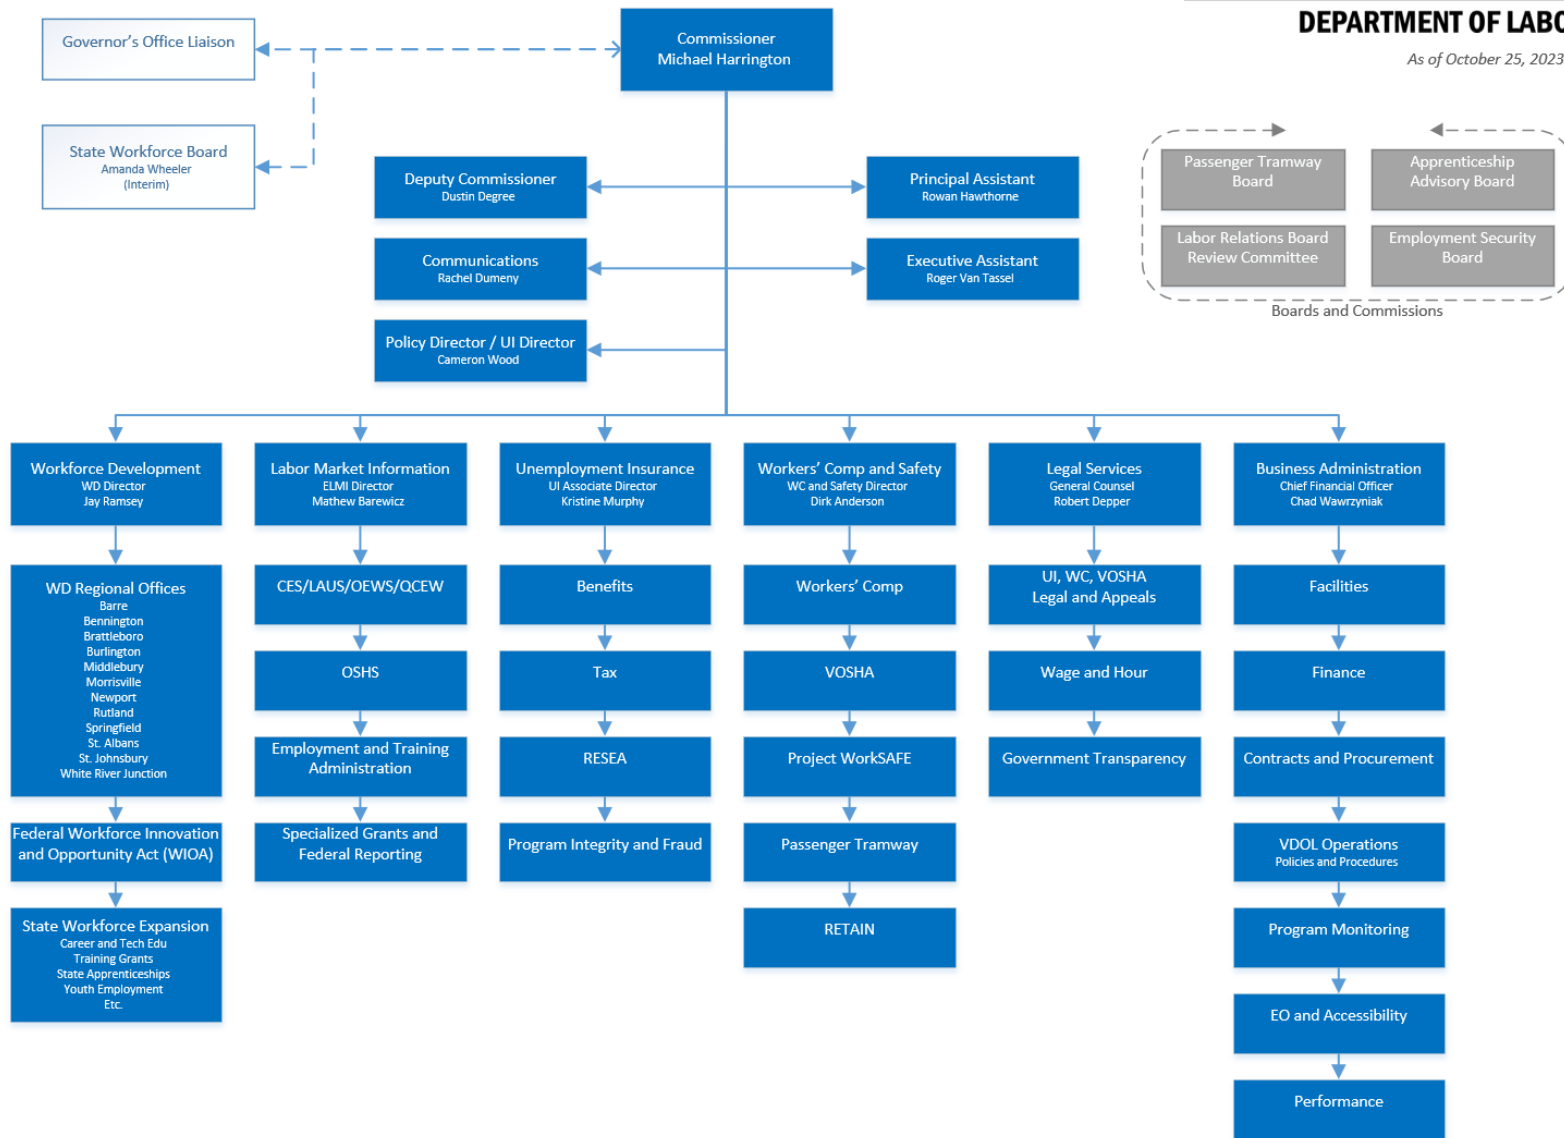 DEPARTMENT OF LABO
As of October 25, 2023
Governor's Office Liaison
Commissioner
Michael Harrington
State Workforce Board
Amanda Wheeler
(Interim)
Deputy Commissioner
Dustin Degree
Principal Assistant
Rowan Hawthorne
Communications
Rachel Dumeny
Executive Assistant
Roger Van Tassel
Policy Director / UI Director
Cameron Wood
Passenger Tramway
Board
Apprenticeship
Advisory Board
Labor Relations Board
Review Committee
Employment Security
Board
Boards and Commissions
Workforce Development
WD Director
Jay Ramsey
WD Regional Offices
Barre
Bennington
Brattleboro
Burlington
Middlebury
Morrisville
Newport
Rutland
Springfield
St. Albans
St. Johnsbury
White River Junction
Federal Workforce Innovation
and Opportunity Act (WIOA)
State Workforce Expansion
Career and Tech Edu
Training Grants
State Apprenticeships
Youth Employment
Etc.
Labor Market Information
ELMI Director
Mathew Barewicz
CES/LAUS/OEWS/QCEW
OSHS
Employment and Training
Administration
Specialized Grants and
Federal Reporting
Unemployment Insurance
UI Associate Director
Kristine Murphy
Benefits
Tax
RESEA
Program Integrity and Fraud
Workers' Comp and Safety
WC and Safety Director
Dirk Anderson
Workers' Comp
VOSHA
Project WorkSAFE
Passenger Tramway
RETAIN
Legal Services
General Counsel
Robert Depper
UI, WC, VOSHA
Legal and Appeals
Wage and Hour
Government Transparency
Business Administration
Chief Financial Officer
Chad Wawrzyniak
Facilities
Finance
Contracts and Procurement
VDOL Operations
Policies and Procedures
Program Monitoring
EO and Accessibility
Performance